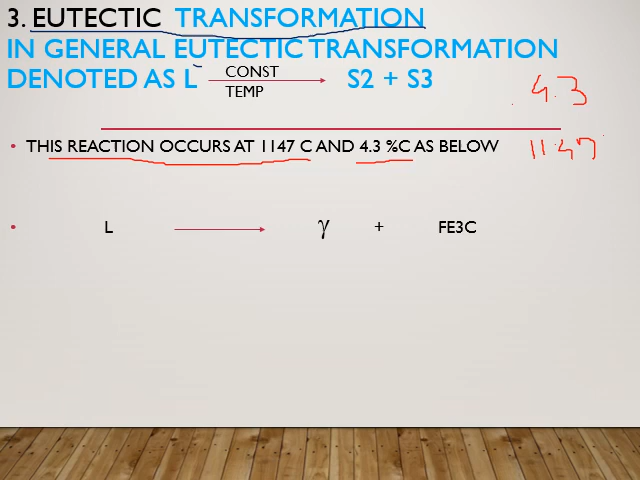 3. EUTECTIC TRANSFORMATION
IN GENERAL EUTECTIC TRANSFORMATION
DENOTED AS L CONST TEMP S2 + S3
4.3
• THIS REACTION OCCURS AT 1147 C AND 4.3 %C AS BELOW
1147
• L γ + FE3C